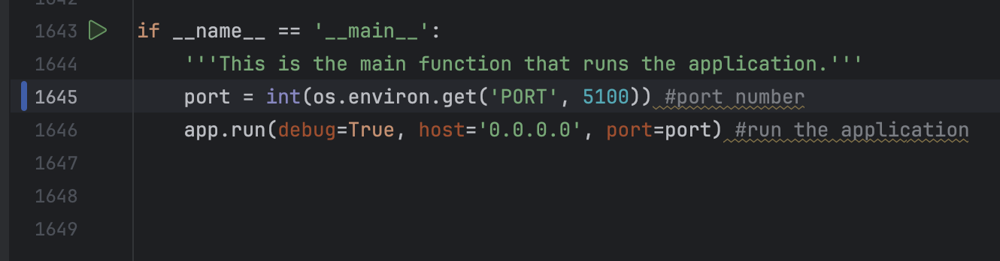 1643 if __name__ == '__main__':
1644 '''This is the main function that runs the application.'''
1645 port = int(os.environ.get('PORT', 5100)) #port number
1646 app.run(debug=True, host='0.0.0.0', port=port) #run the application
1647
1648
1649